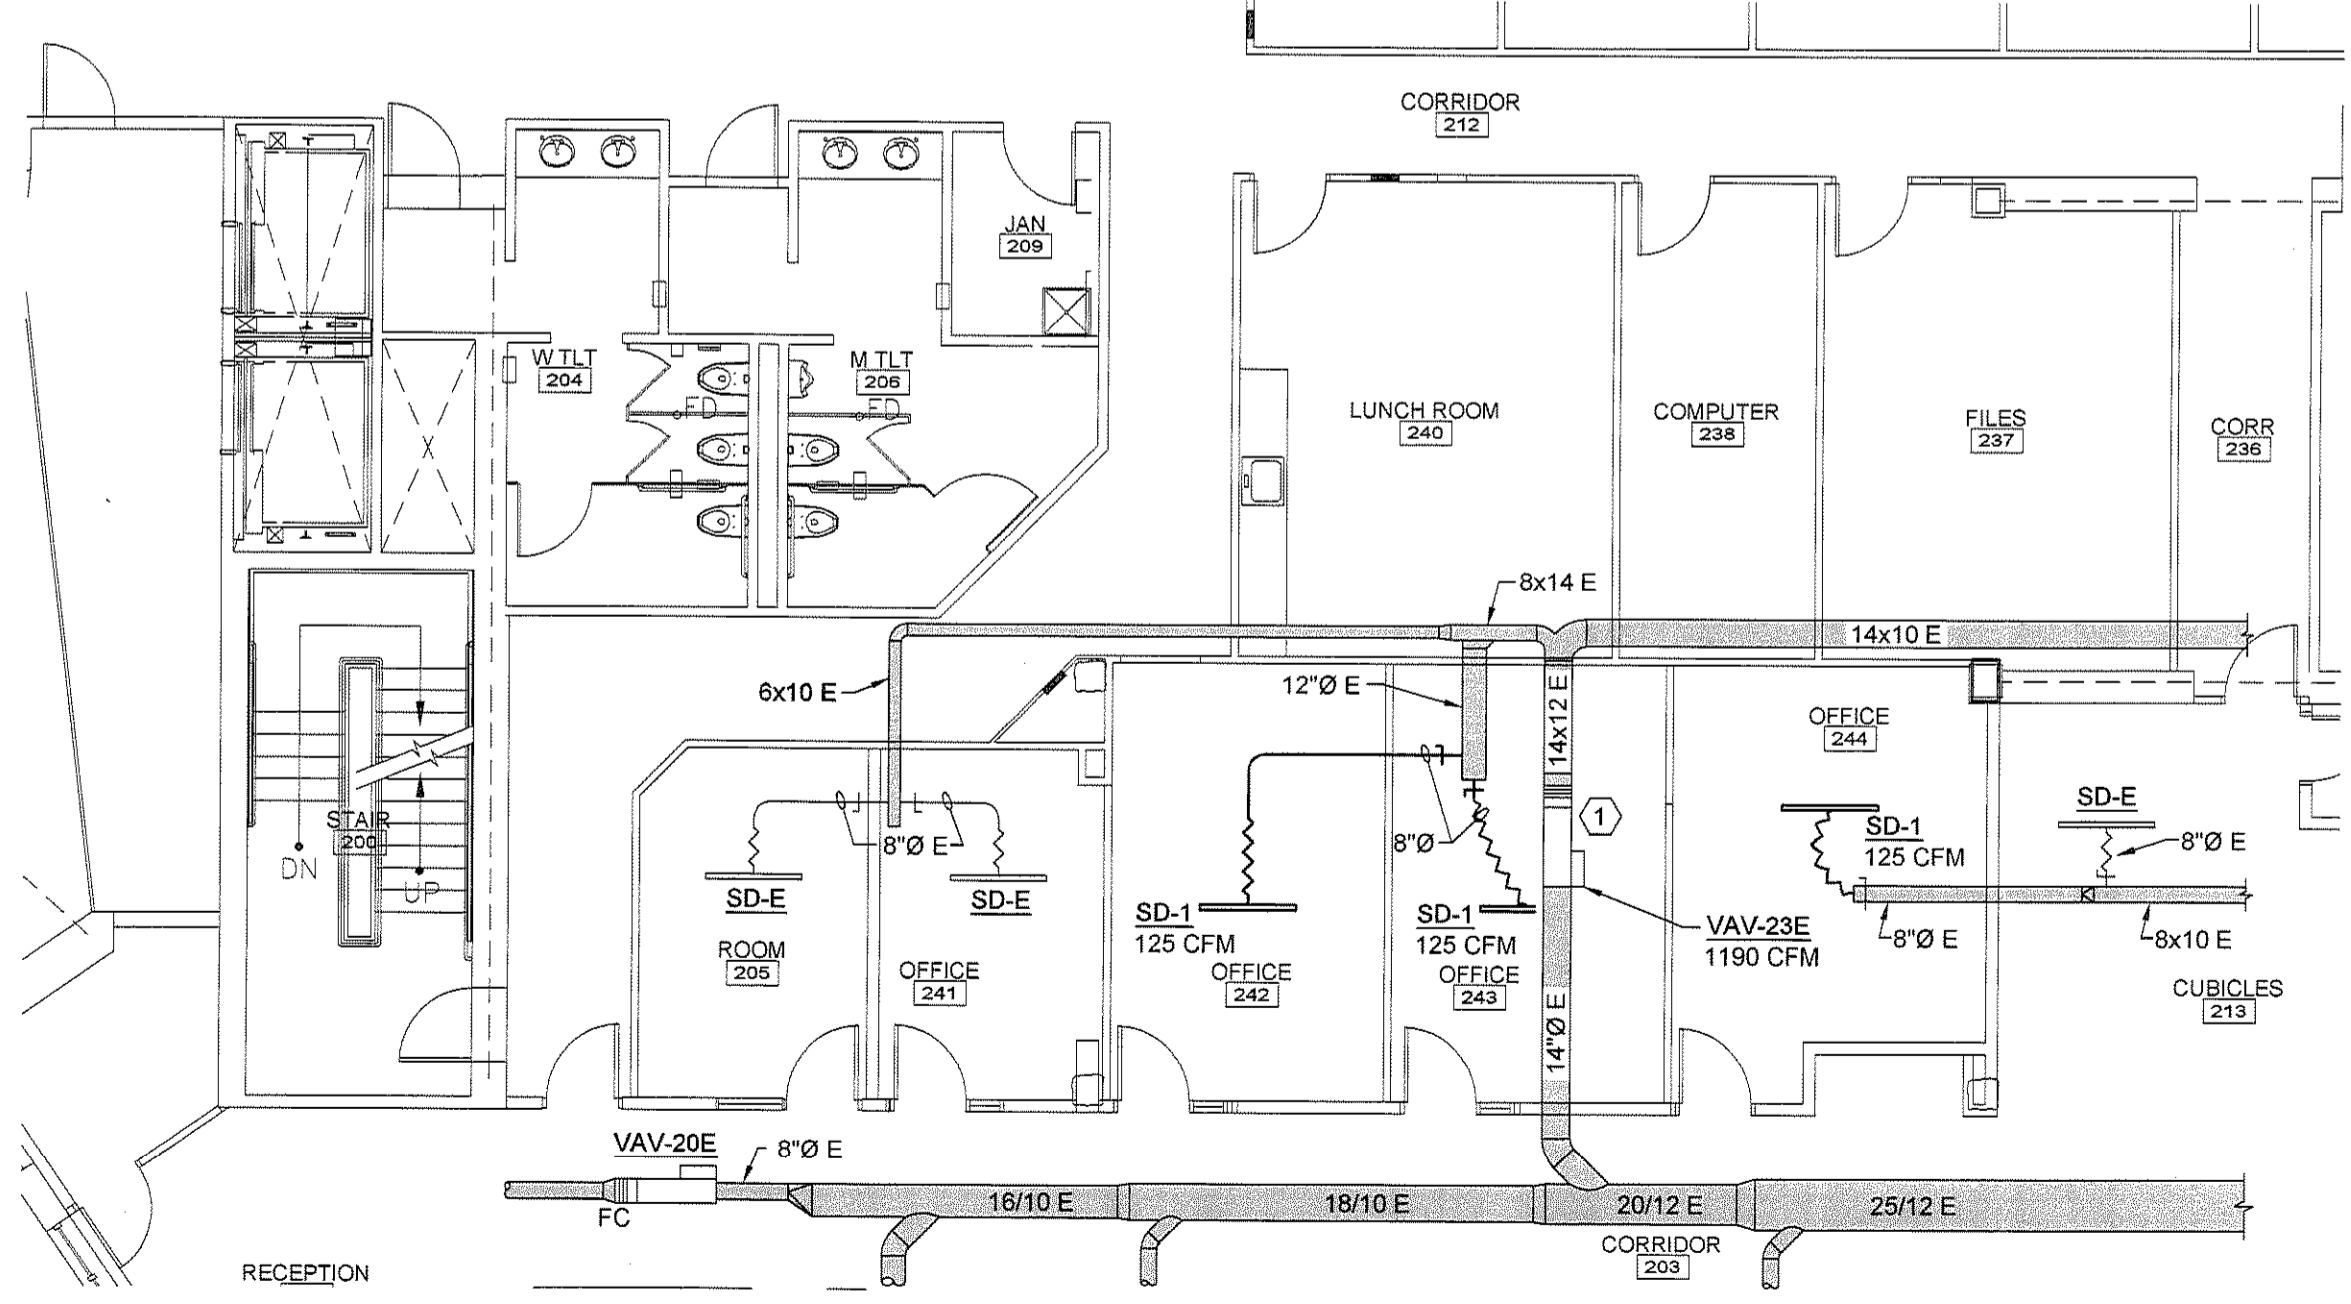 CORRIDOR
212
JAN
209
W TLT
204
M TLT
206
FD
FD
LUNCH ROOM
240
COMPUTER
238
FILES
237
CORR
236
8x14 E
14x10 E
6x10 E
12"Ø E
14x12 E
OFFICE
244
STAIR
200
DN
UP
8"Ø E
8"Ø
1
SD-E
SD-E
SD-1
125 CFM
SD-1
125 CFM
SD-1
125 CFM
SD-E
8"Ø E
VAV-23E
1190 CFM
8"Ø E
8x10 E
ROOM
205
OFFICE
241
OFFICE
242
OFFICE
243
CUBICLES
213
14"Ø E
VAV-20E
8"Ø E
FC
16/10 E
18/10 E
20/12 E
25/12 E
CORRIDOR
203
RECEPTION